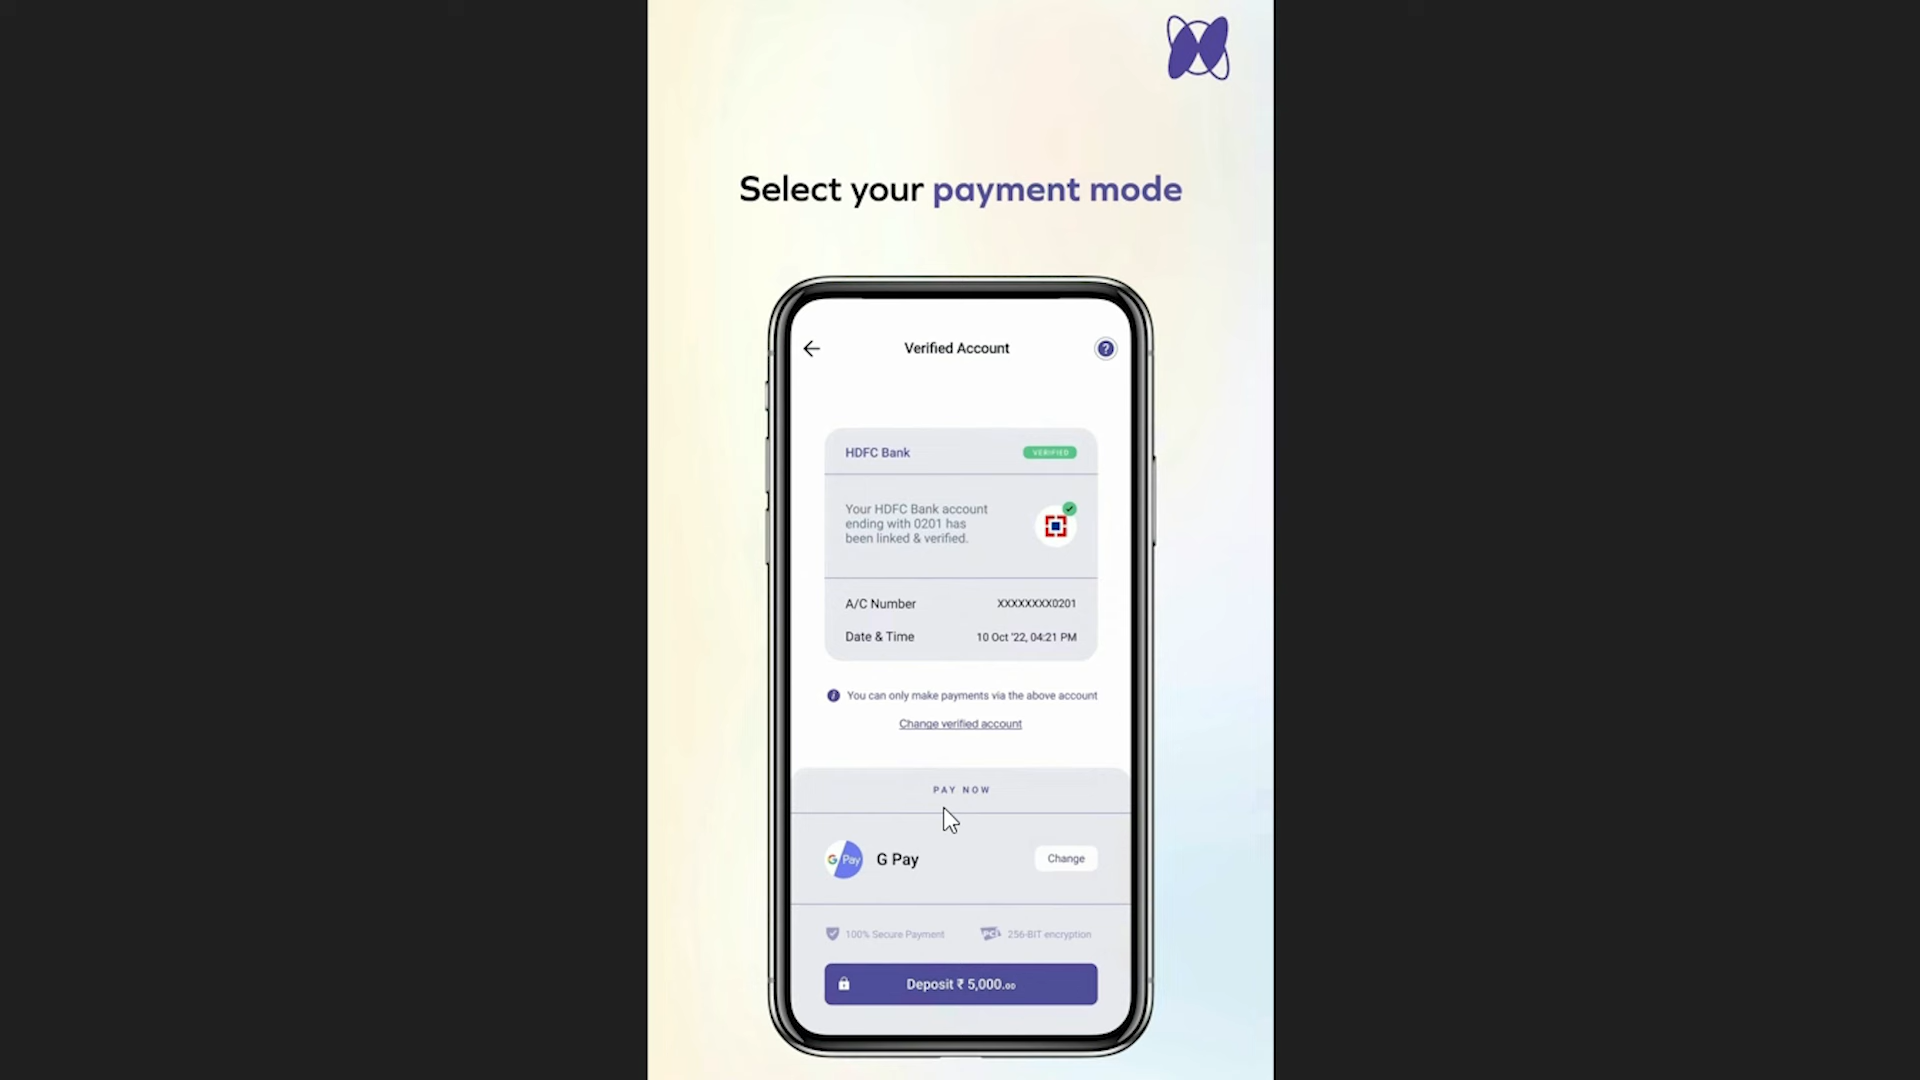 Select your payment mode
Verified Account
?
HDFC Bank
VERIFIED
Your HDFC Bank account
ending with 0201 has
been linked & verified.
A/C Number XXXXXXXX0201
Date & Time 10 Oct '22, 04:21 PM
i You can only make payments via the above account
Change verified account
PAY NOW
G Pay G Pay Change
100% Secure Payment PCI 256-BIT encryption
Deposit ₹ 5,000.00